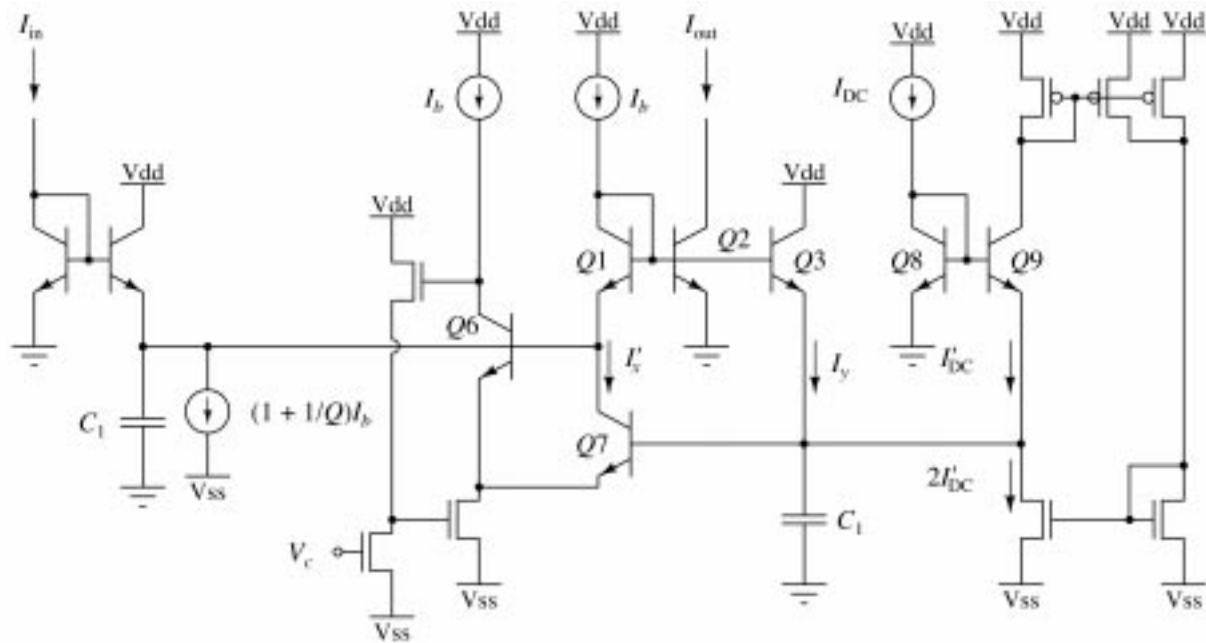 I_in
Vdd
Vdd
I_out
Vdd
Vdd
Vdd
Vdd
I_b
I_b
I_DC
Vdd
Vdd
Vdd
Q1
Q2
Q3
Q8
Q9
Q6
I'_x
I_y
I'_DC
C_1
(1 + 1/Q)I_b
Q7
2I'_DC
Vss
C_1
V_c
Vss
Vss
Vss
Vss